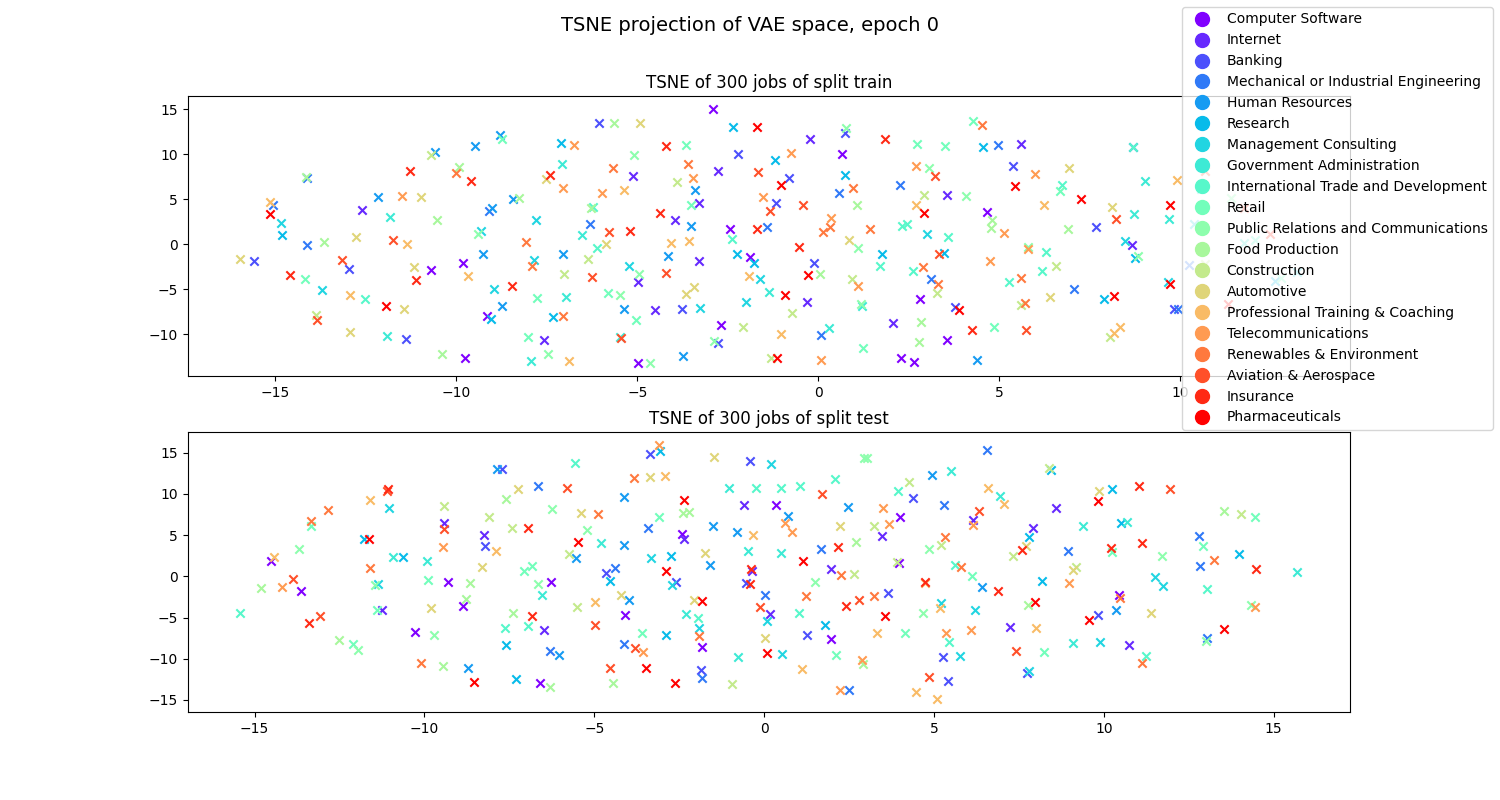 TSNE projection of VAE space, epoch 0
TSNE of 300 jobs of split train
15
10
5
0
−5
−10
−15
−10
−5
0
5
10
TSNE of 300 jobs of split test
15
10
5
0
−5
−10
−15
−15
−10
−5
0
5
10
15
Computer Software
Internet
Banking
Mechanical or Industrial Engineering
Human Resources
Research
Management Consulting
Government Administration
International Trade and Development
Retail
Public Relations and Communications
Food Production
Construction
Automotive
Professional Training & Coaching
Telecommunications
Renewables & Environment
Aviation & Aerospace
Insurance
Pharmaceuticals